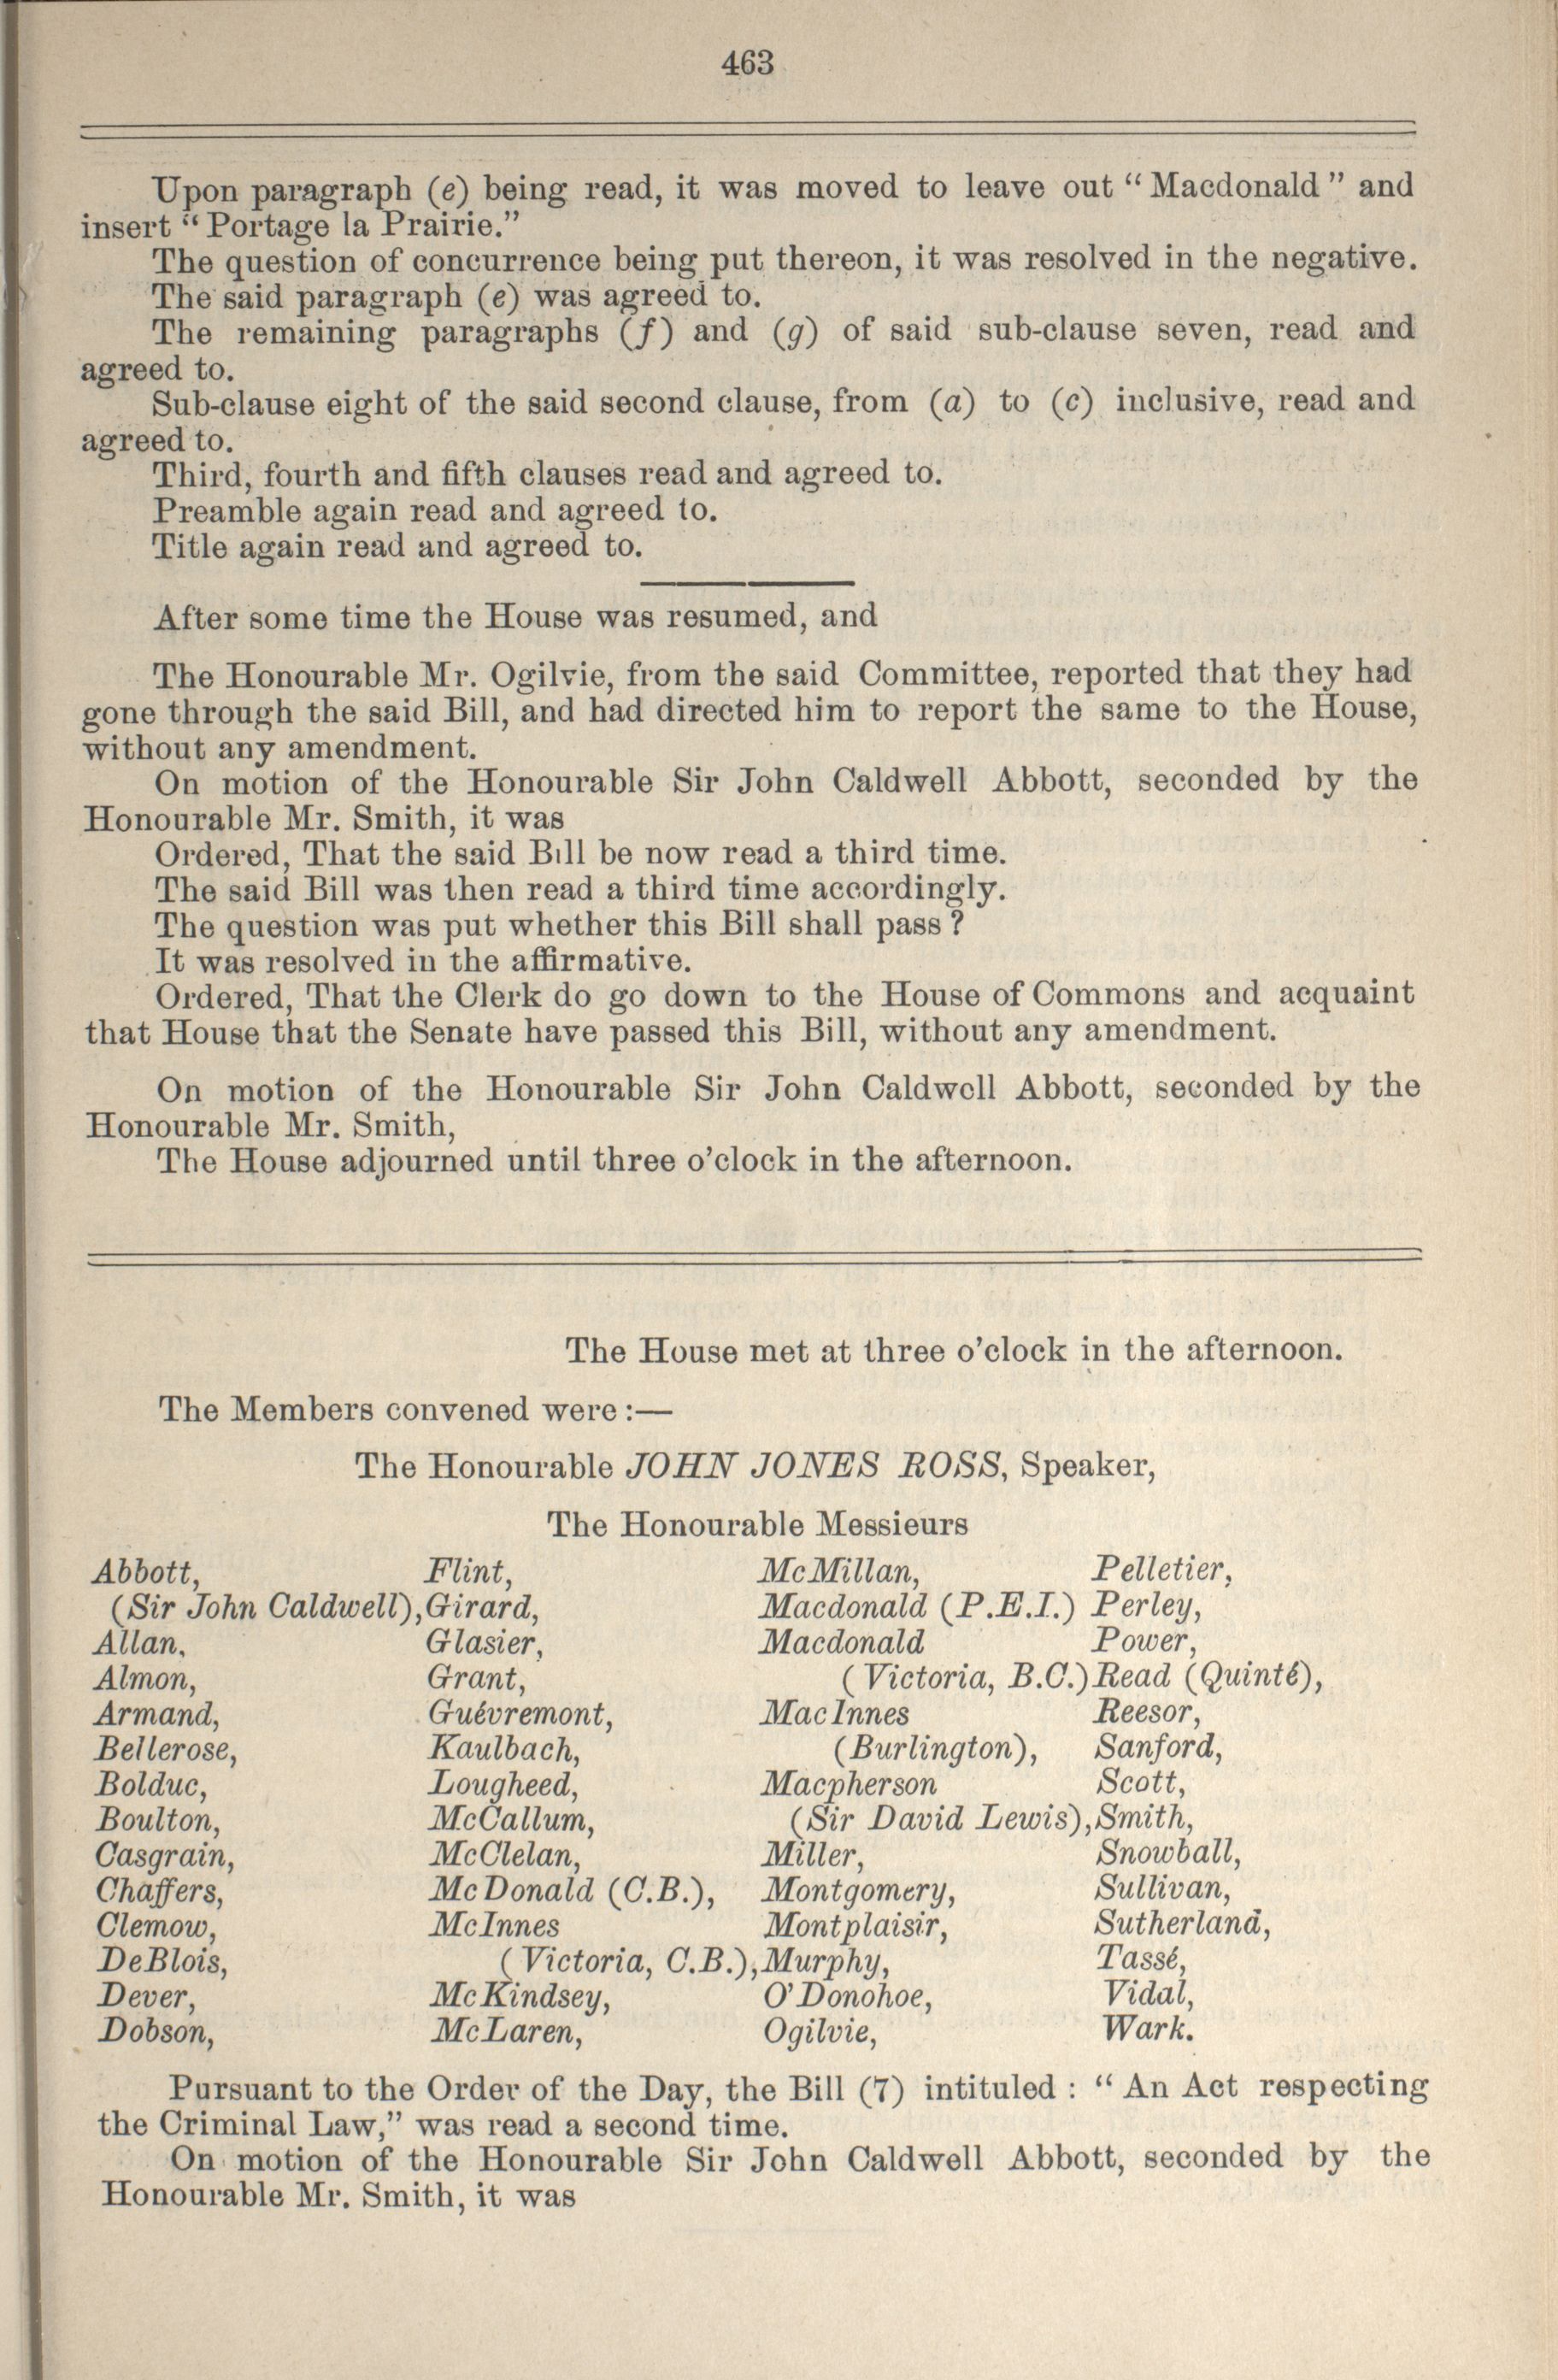 463
Upon paragraph (e) being read, it was moved to leave out “Macdonald” and
insert “Portage la Prairie.”
The question of concurrence being put thereon, it was resolved in the negative.
The said paragraph (e) was agreed to.
The remaining paragraphs (f) and (g) of said sub-clause seven, read and
agreed to.
Sub-clause eight of the said second clause, from (a) to (c) inclusive, read and
agreed to.
Third, fourth and fifth clauses read and agreed to.
Preamble again read and agreed to.
Title again read and agreed to.
After some time the House was resumed, and
The Honourable Mr. Ogilvie, from the said Committee, reported that they had
gone through the said Bill, and had directed him to report the same to the House,
without any amendment.
On motion of the Honourable Sir John Caldwell Abbott, seconded by the
Honourable Mr. Smith, it was
Ordered, That the said Bill be now read a third time.
The said Bill was then read a third time accordingly.
The question was put whether this Bill shall pass?
It was resolved in the affirmative.
Ordered, That the Clerk do go down to the House of Commons and acquaint
that House that the Senate have passed this Bill, without any amendment.
On motion of the Honourable Sir John Caldwell Abbott, seconded by the
Honourable Mr. Smith,
The House adjourned until three o’clock in the afternoon.
The House met at three o’clock in the afternoon.
The Members convened were :—
The Honourable JOHN JONES ROSS, Speaker,
The Honourable Messieurs
Abbott,
(Sir John Caldwell),
Allan,
Almon,
Armand,
Bellerose,
Bolduc,
Boulton,
Casgrain,
Chaffers,
Clemow,
DeBlois,
Dever,
Dobson,
Flint,
Girard,
Glasier,
Grant,
Guévremont,
Kaulbach,
Lougheed,
McCallum,
McClelan,
McDonald (C.B.),
McInnes
(Victoria, C.B.),
McKindsey,
McLaren,
McMillan,
Macdonald (P.E.I.)
Macdonald
(Victoria, B.C.)
MacInnes
(Burlington),
Macpherson
(Sir David Lewis),
Miller,
Montgomery,
Montplaisir,
Murphy,
O’Donohoe,
Ogilvie,
Pelletier,
Perley,
Power,
Read (Quinté),
Reesor,
Sanford,
Scott,
Smith,
Snowball,
Sullivan,
Sutherland,
Tassé,
Vidal,
Wark.
Pursuant to the Order of the Day, the Bill (7) intituled : “An Act respecting
the Criminal Law,” was read a second time.
On motion of the Honourable Sir John Caldwell Abbott, seconded by the
Honourable Mr. Smith, it was